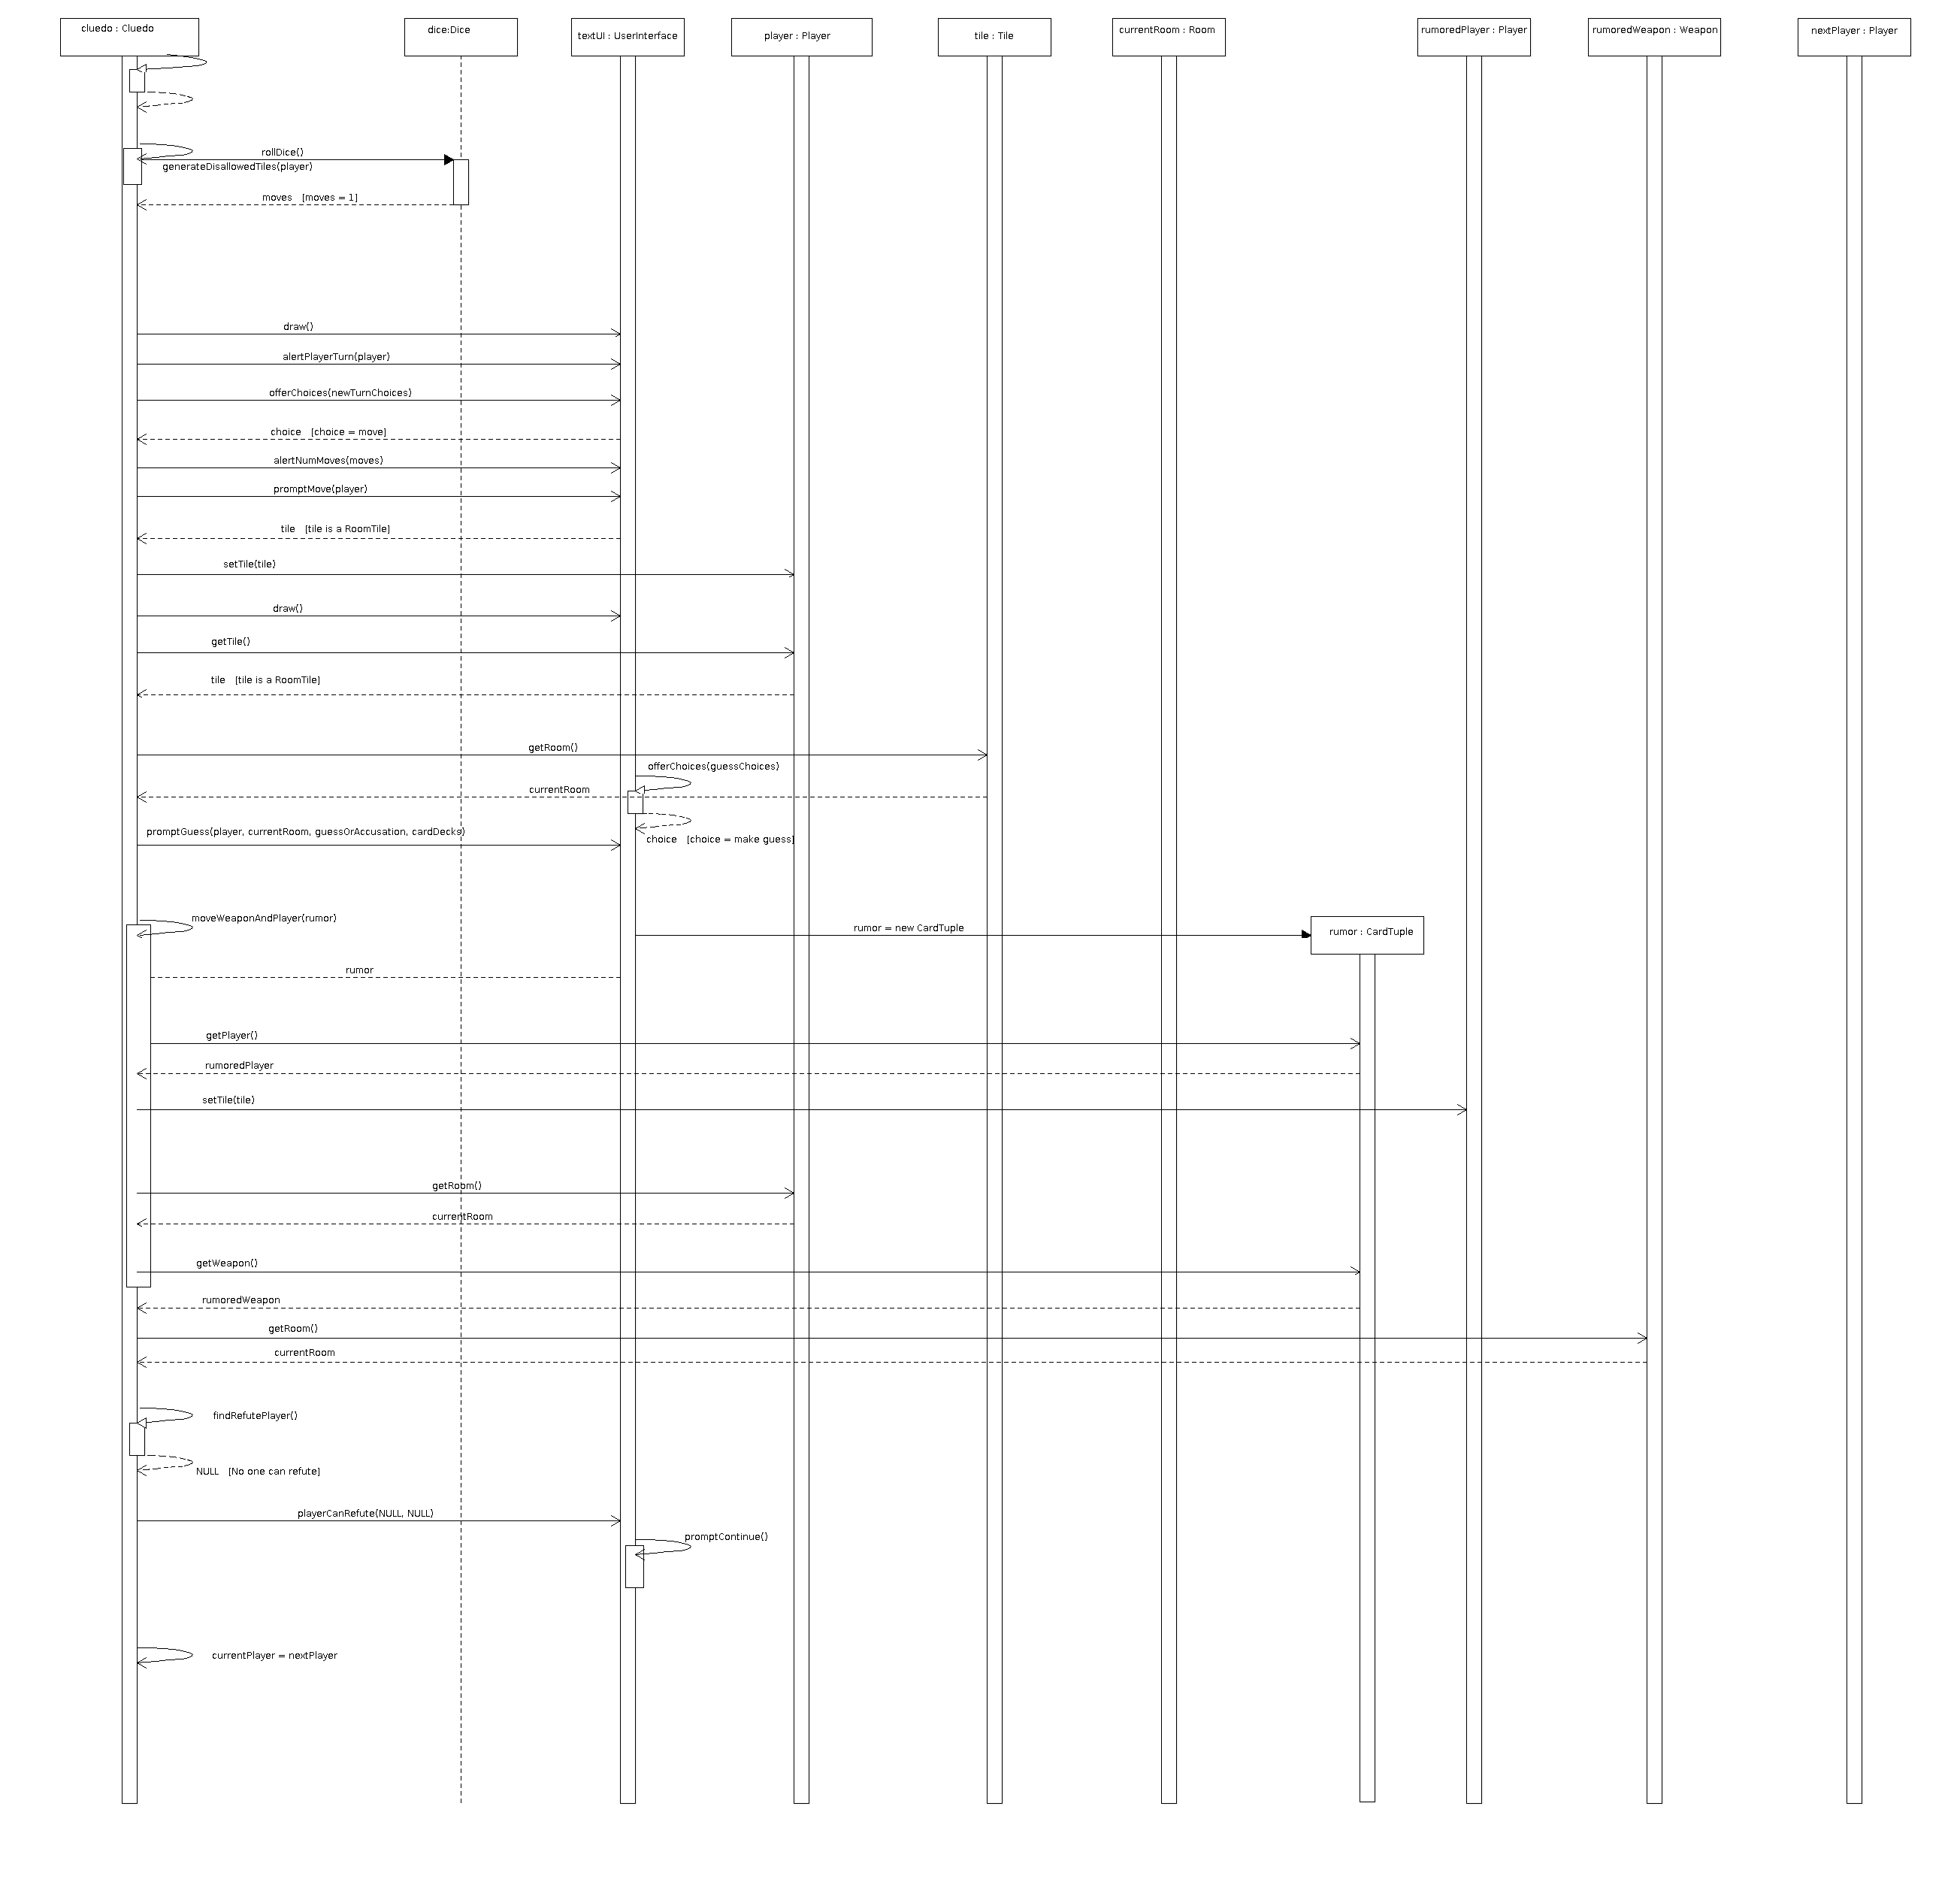 cluedo : Cluedo
dice:Dice
textUI : UserInterface
player : Player
tile : Tile
currentRoom : Room
rumoredPlayer : Player
rumoredWeapon : Weapon
nextPlayer : Player
rollDice()
generateDisallowedTiles(player)
moves [moves = 1]
draw()
alertPlayerTurn(player)
offerChoices(newTurnChoices)
choice [choice = move]
alertNumMoves(moves)
promptMove(player)
tile [tile is a RoomTile]
setTile(tile)
draw()
getTile()
tile [tile is a RoomTile]
getRoom()
offerChoices(guessChoices)
currentRoom
promptGuess(player, currentRoom, guessOrAccusation, cardDecks)
choice [choice = make guess]
moveWeaponAndPlayer(rumor)
rumor = new CardTuple
rumor : CardTuple
rumor
getPlayer()
rumoredPlayer
setTile(tile)
getRoom()
currentRoom
getWeapon()
rumoredWeapon
getRoom()
currentRoom
findRefutePlayer()
NULL [No one can refute]
playerCanRefute(NULL, NULL)
promptContinue()
currentPlayer = nextPlayer